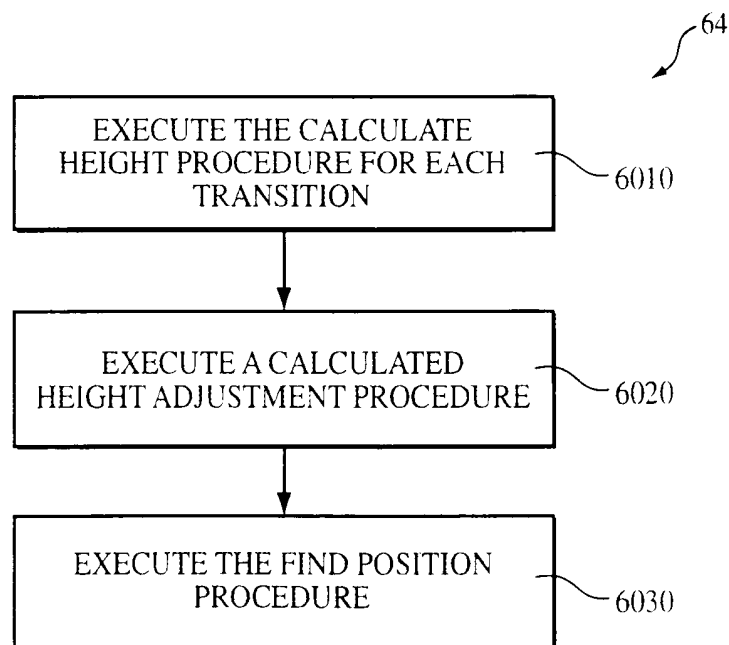 64
EXECUTE THE CALCULATE
HEIGHT PROCEDURE FOR EACH
TRANSITION
6010
EXECUTE A CALCULATED
HEIGHT ADJUSTMENT PROCEDURE
6020
EXECUTE THE FIND POSITION
PROCEDURE
6030